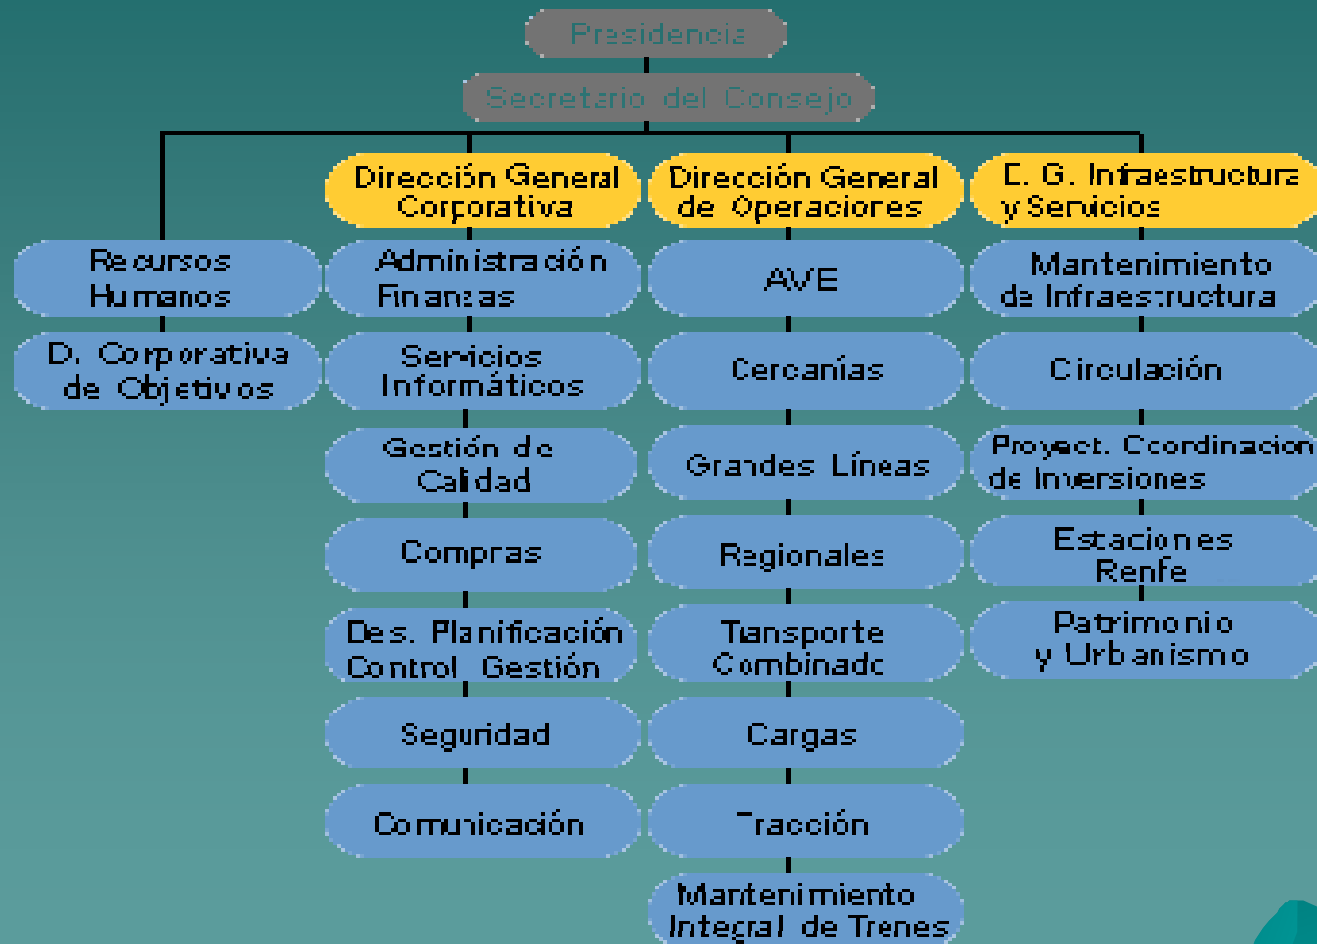 Presidencia
Secretario del Consejo
Dirección General
Corporativa
Dirección General
de Operaciones
D. G. Infraestructura
y Servicios
Recursos
Humanos
D. Corporativa
de Objetivos
Administración
Finanzas
Servicios
Informáticos
Gestión de
Calidad
Compras
Des. Planificación
Control Gestión
Seguridad
Comunicación
AVE
Cercanías
Grandes Líneas
Regionales
Transporte
Combinado
Cargas
Tracción
Mantenimiento
Integral de Trenes
Mantenimiento
de Infraestructura
Circulación
Proyect. Coordinacion
de Inversiones
Estaciones
Renfe
Patrimonio
y Urbanismo